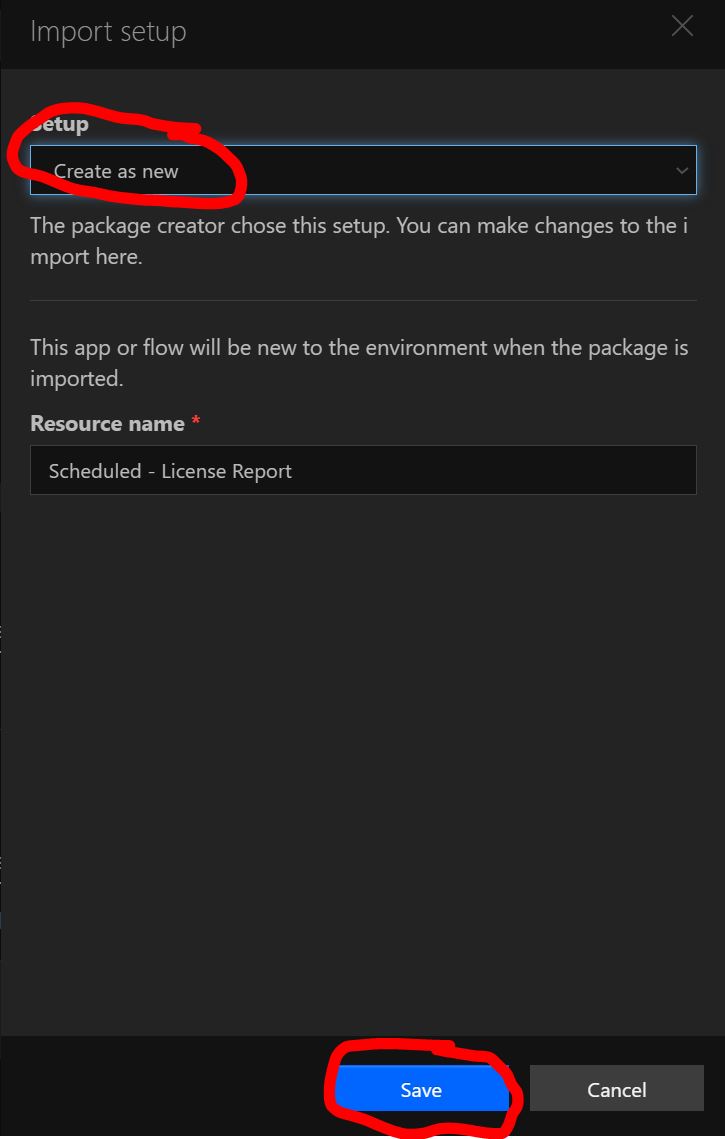 Import setup
Setup
Create as new
The package creator chose this setup. You can make changes to the i
mport here.
This app or flow will be new to the environment when the package is
imported.
Resource name *
Scheduled - License Report
Save
Cancel